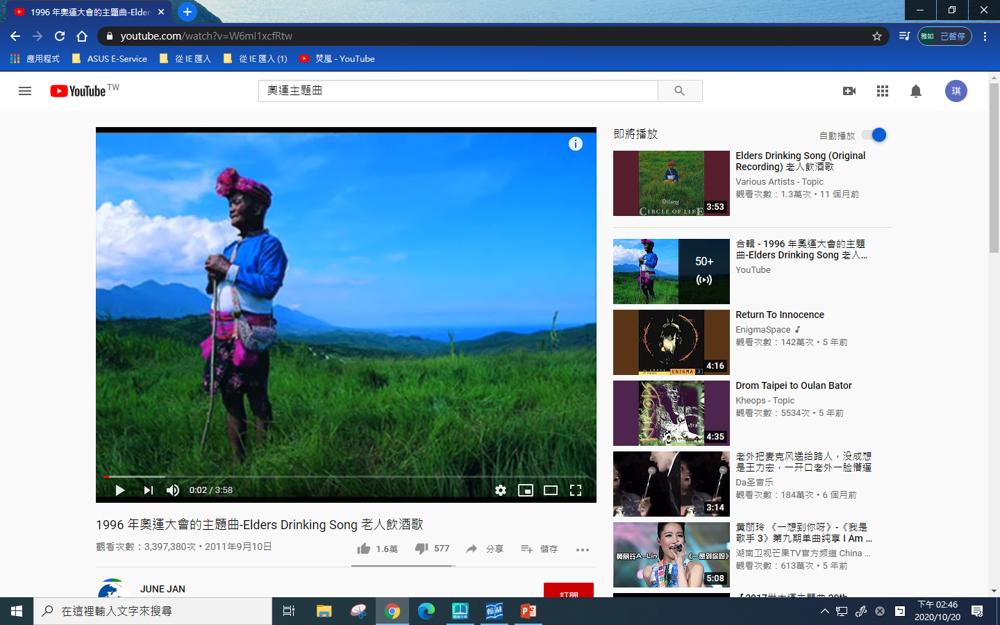 1996 年奧運大會的主題曲-Elder
youtube.com/watch?v=W6mI1xcfRtw
雅如 已暫停
應用程式 ASUS E-Service 從 IE 匯入 從 IE 匯入 (1) 焚風 - YouTube
YouTube TW
奧運主題曲
琪
即將播放
自動播放
Elders Drinking Song (Original
Recording) 老人飲酒歌
Various Artists - Topic
觀看次數：1.3萬次 • 11 個月前
Difang
CIRCLE OF LIFE
3:53
合輯 - 1996 年奧運大會的主題
曲-Elders Drinking Song 老人...
YouTube
50+
Return To Innocence
EnigmaSpace
觀看次數：142萬次 • 5 年前
ENIGMA 2
4:16
Drom Taipei to Oulan Bator
Kheops - Topic
觀看次數：5534次 • 5 年前
4:35
老外把麦克风递给路人，没成想
是王力宏，一开口老外一脸懵逼
Da圣音乐
觀看次數：184萬次 • 6 個月前
3:14
黄丽玲 《一想到你呀》-《我是
歌手 3》第九期单曲纯享 I Am ...
湖南卫视芒果TV官方频道 China ...
觀看次數：613萬次 • 5 年前
黄丽玲A-Lin 《一想到你呀》
5:08
0:02 / 3:58
1996 年奧運大會的主題曲-Elders Drinking Song 老人飲酒歌
觀看次數：3,397,380次 • 2011年9月10日
1.6萬 577 分享 儲存
JUNE JAN
訂閱
在這裡輸入文字來搜尋
下午 02:46
2020/10/20